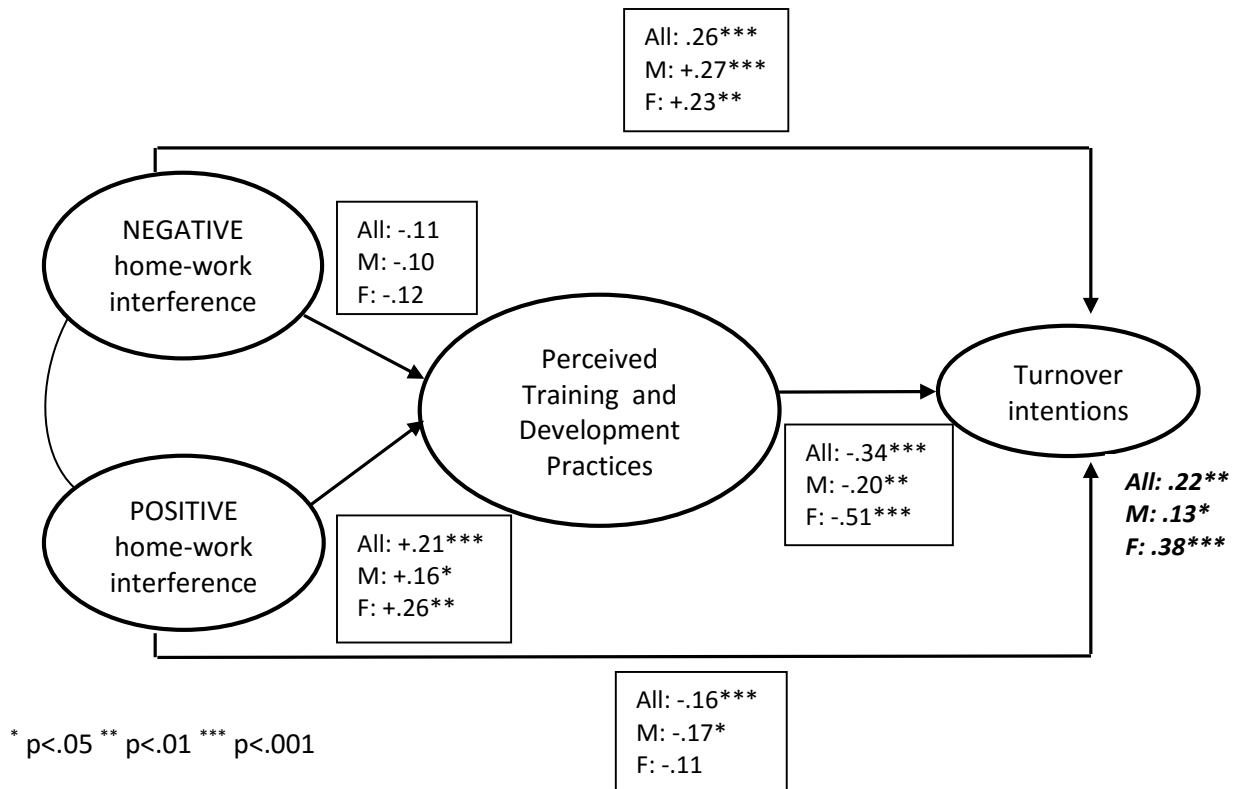 All: .26***
M: +.27***
F: +.23**
NEGATIVE
home-work
interference
All: -.11
M: -.10
F: -.12
Perceived
Training and
Development
Practices
Turnover
intentions
All: -.34***
M: -.20**
F: -.51***
All: .22**
M: .13*
F: .38***
POSITIVE
home-work
interference
All: +.21***
M: +.16*
F: +.26**
All: -.16***
M: -.17*
F: -.11
* p<.05 ** p<.01 *** p<.001